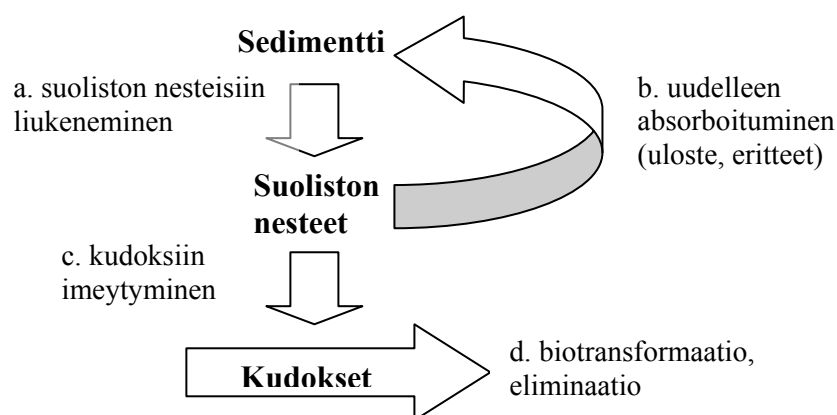 Sedimentti
a. suoliston nesteisiin
liukeneminen
b. uudelleen
absorboituminen
(uloste, eritteet)
Suoliston
nesteet
c. kudoksiin
imeytyminen
Kudokset
d. biotransformaatio,
eliminaatio